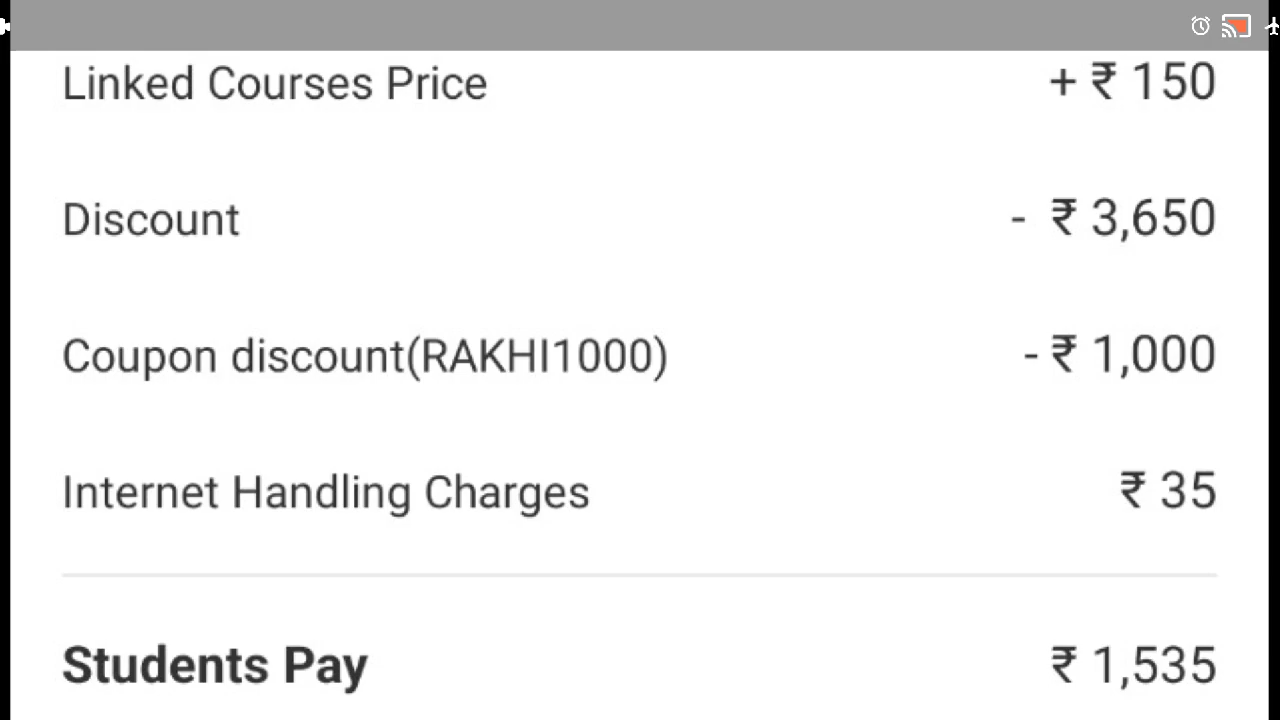 Linked Courses Price + ₹ 150
Discount - ₹ 3,650
Coupon discount(RAKHI1000) - ₹ 1,000
Internet Handling Charges ₹ 35
Students Pay ₹ 1,535